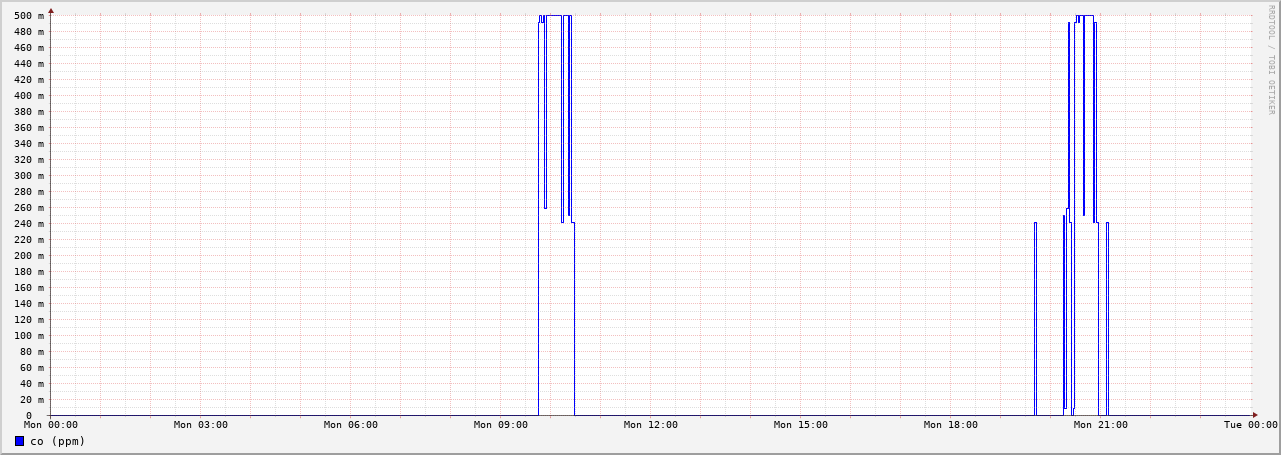 500 m
480 m
460 m
440 m
420 m
400 m
380 m
360 m
340 m
320 m
300 m
280 m
260 m
240 m
220 m
200 m
180 m
160 m
140 m
120 m
100 m
80 m
60 m
40 m
20 m
0
Mon 00:00 Mon 03:00 Mon 06:00 Mon 09:00 Mon 12:00 Mon 15:00 Mon 18:00 Mon 21:00 Tue 00:00
co (ppm)
RRDTOOL / TOBI OETIKER